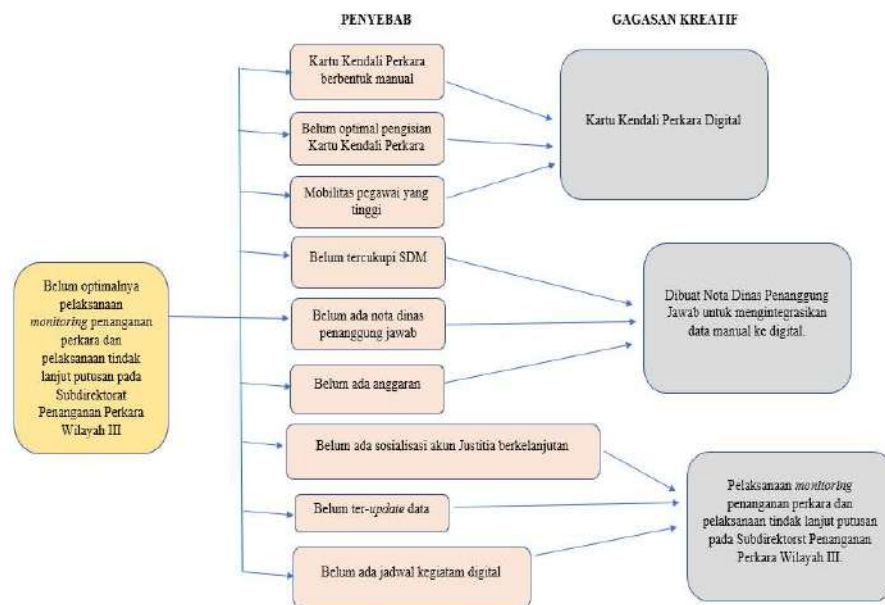 PENYEBAB
GAGASAN KREATIF
Kartu Kendali Perkara
berbentuk manual
Belum optimal pengisian
Kartu Kendali Perkara
Mobilitas pegawai yang
tinggi
Kartu Kendali Perkara Digital
Belum optimalnya
pelaksanaan
monitoring penanganan
perkara dan
pelaksanaan tindak
lanjut putusan pada
Subdirektorat
Penanganan Perkara
Wilayah III
Belum tercukupi SDM
Belum ada nota dinas
penanggung jawab
Belum ada anggaran
Dibuat Nota Dinas Penanggung
Jawab untuk mengintegrasikan
data manual ke digital.
Belum ada sosialisasi akun Justitia berkelanjutan
Belum ter-update data
Belum ada jadwal kegiatam digital
Pelaksanaan monitoring
penanganan perkara dan
pelaksanaan tindak lanjut putusan
pada Subdirektorst Penanganan
Perkara Wilayah III.